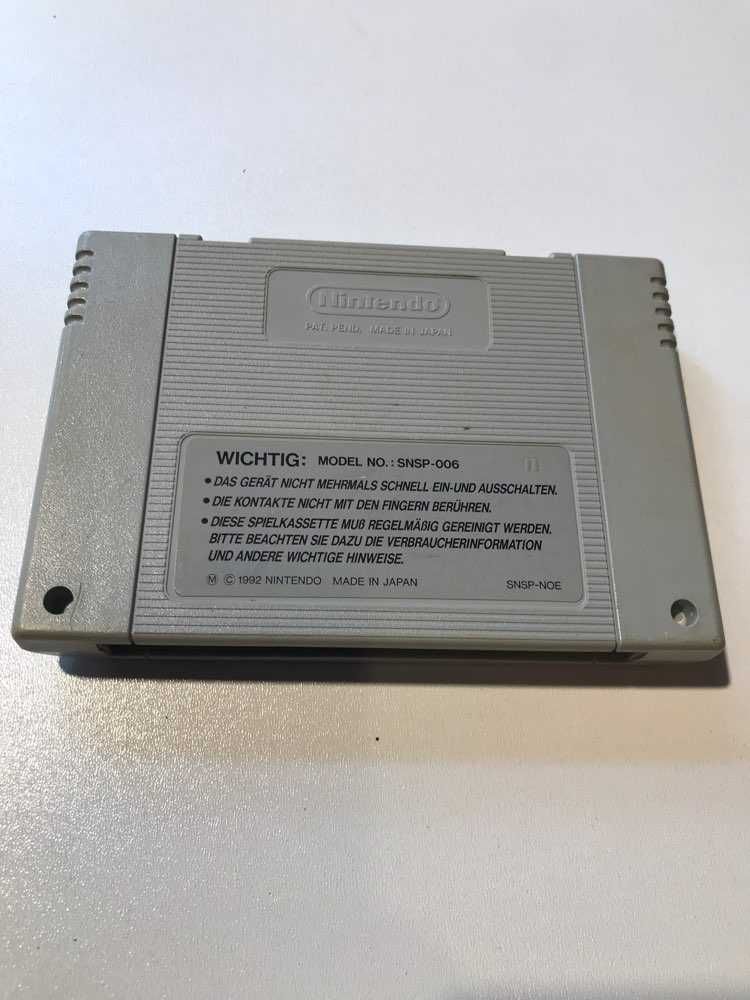 Nintendo
PAT. PEND. MADE IN JAPAN
WICHTIG: MODEL NO.: SNSP-006
• DAS GERÄT NICHT MEHRMALS SCHNELL EIN-UND AUSSCHALTEN.
• DIE KONTAKTE NICHT MIT DEN FINGERN BERÜHREN.
• DIESE SPIELKASSETTE MUß REGELMÄßIG GEREINIGT WERDEN.
BITTE BEACHTEN SIE DAZU DIE VERBRAUCHERINFORMATION
UND ANDERE WICHTIGE HINWEISE.
Ⓜ © 1992 NINTENDO MADE IN JAPAN SNSP-NOE